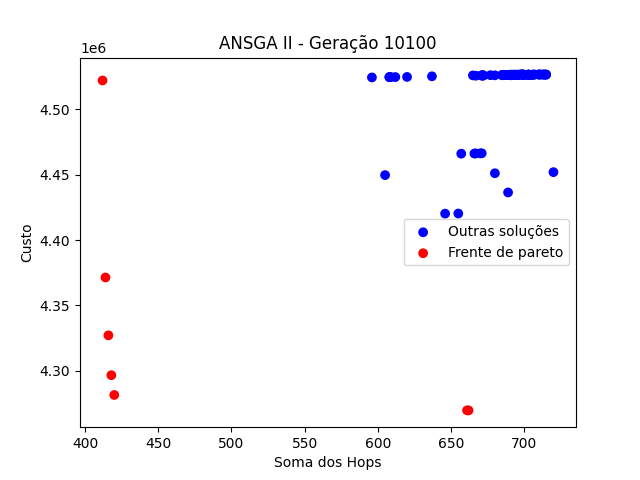 ANSGA II - Geração 10100
1e6
4.50
4.45
4.40
4.35
4.30
Custo
Outras soluções
Frente de pareto
400 450 500 550 600 650 700
Soma dos Hops